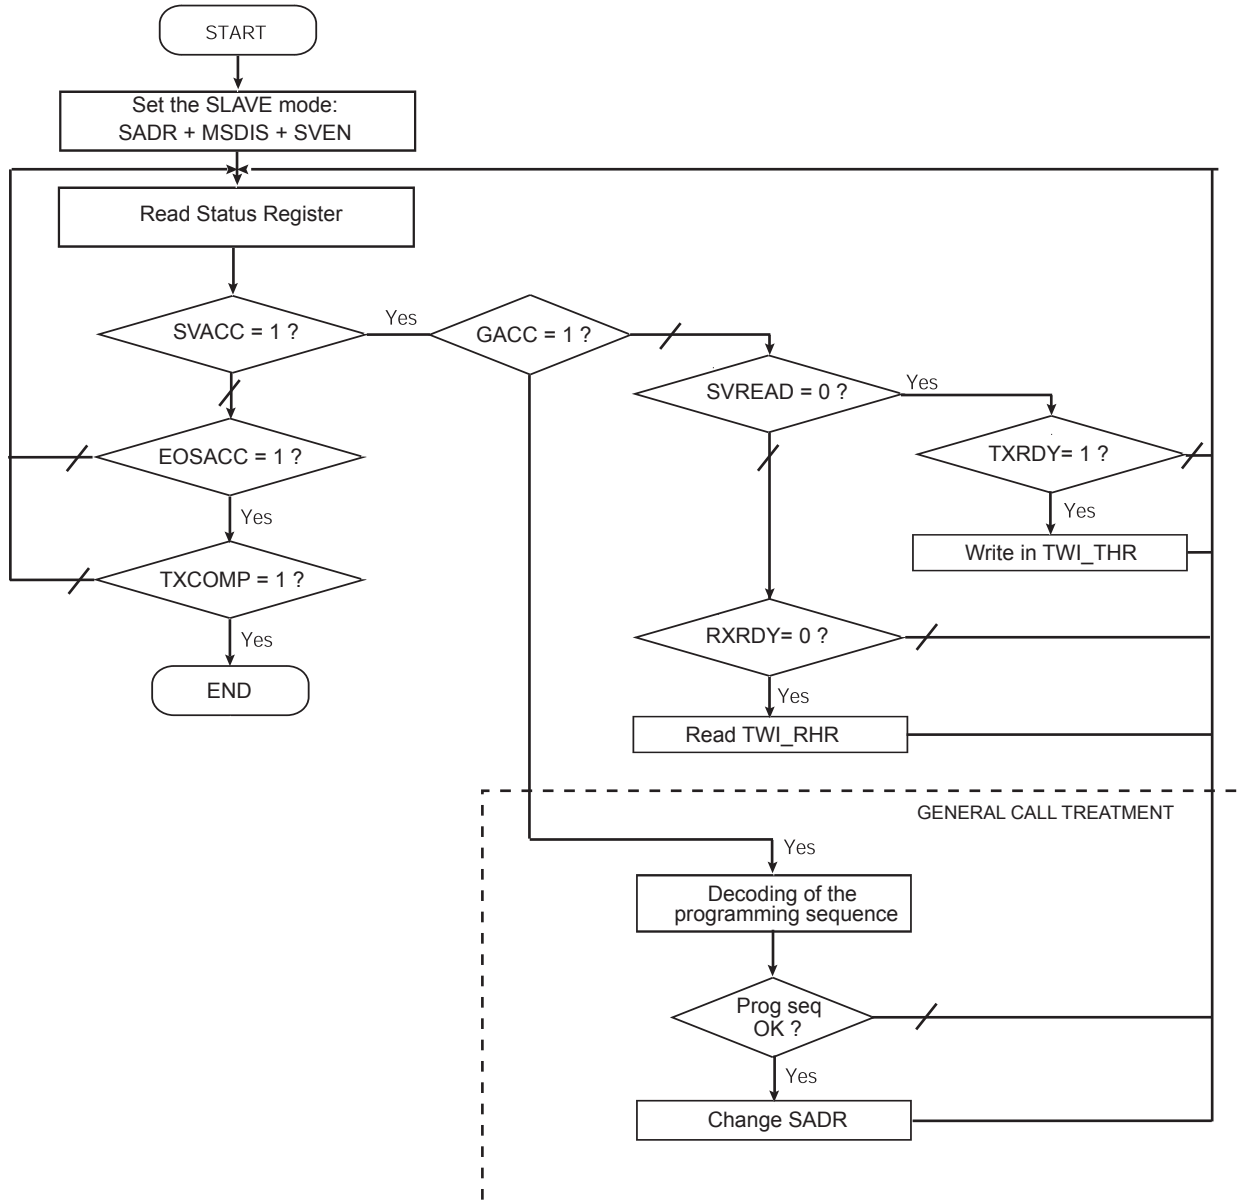 START
Set the SLAVE mode:
SADR + MSDIS + SVEN
Read Status Register
SVACC = 1 ?
Yes
GACC = 1 ?
SVREAD = 0 ?
Yes
EOSACC = 1 ?
TXRDY= 1 ?
Yes
Yes
Write in TWI_THR
TXCOMP = 1 ?
Yes
RXRDY= 0 ?
END
Yes
Read TWI_RHR
GENERAL CALL TREATMENT
Yes
Decoding of the
programming sequence
Prog seq
OK ?
Yes
Change SADR